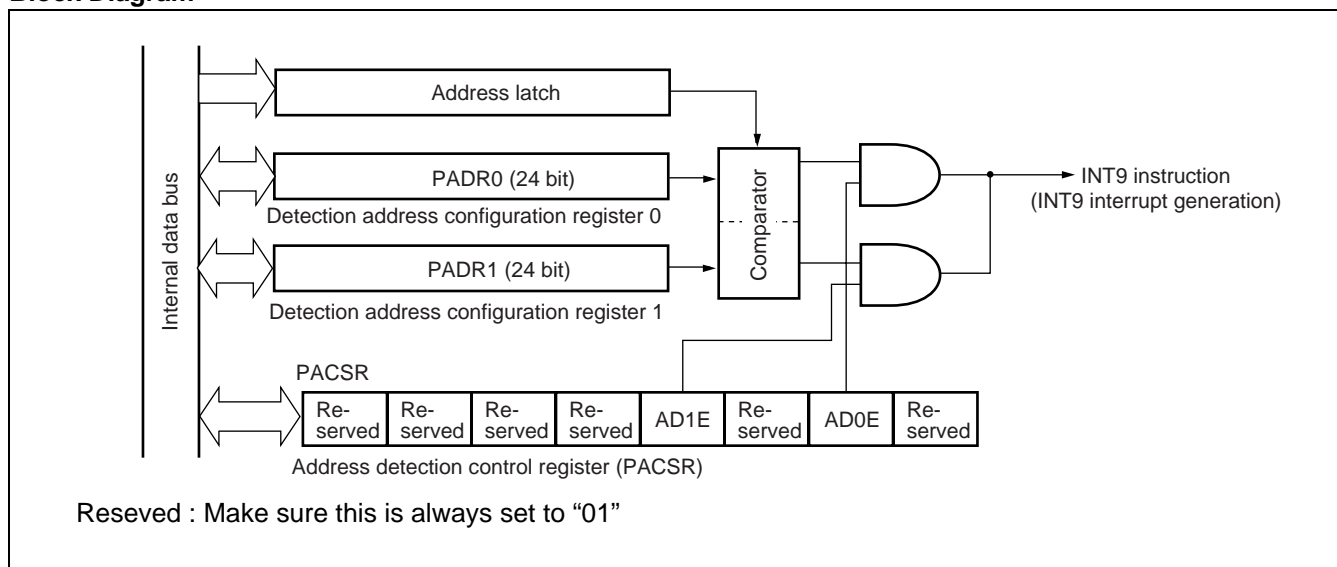 Address latch
PADR0 (24 bit)
Detection address configuration register 0
PADR1 (24 bit)
Detection address configuration register 1
Internal data bus
Comparator
INT9 instruction
(INT9 interrupt generation)
PACSR
Re-
served
Re-
served
Re-
served
Re-
served
AD1E
Re-
served
AD0E
Re-
served
Address detection control register (PACSR)
Reseved : Make sure this is always set to “01”